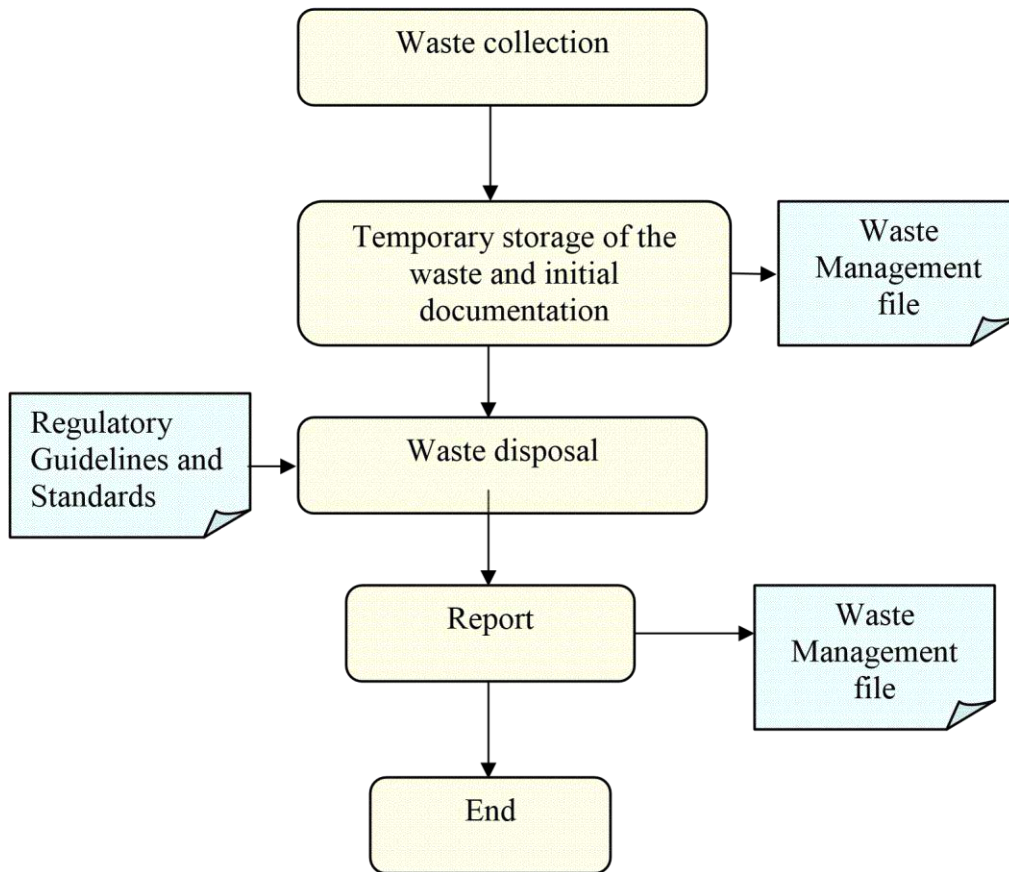 Waste collection
Temporary storage of the
waste and initial
documentation
Waste
Management
file
Regulatory
Guidelines and
Standards
Waste disposal
Report
Waste
Management
file
End